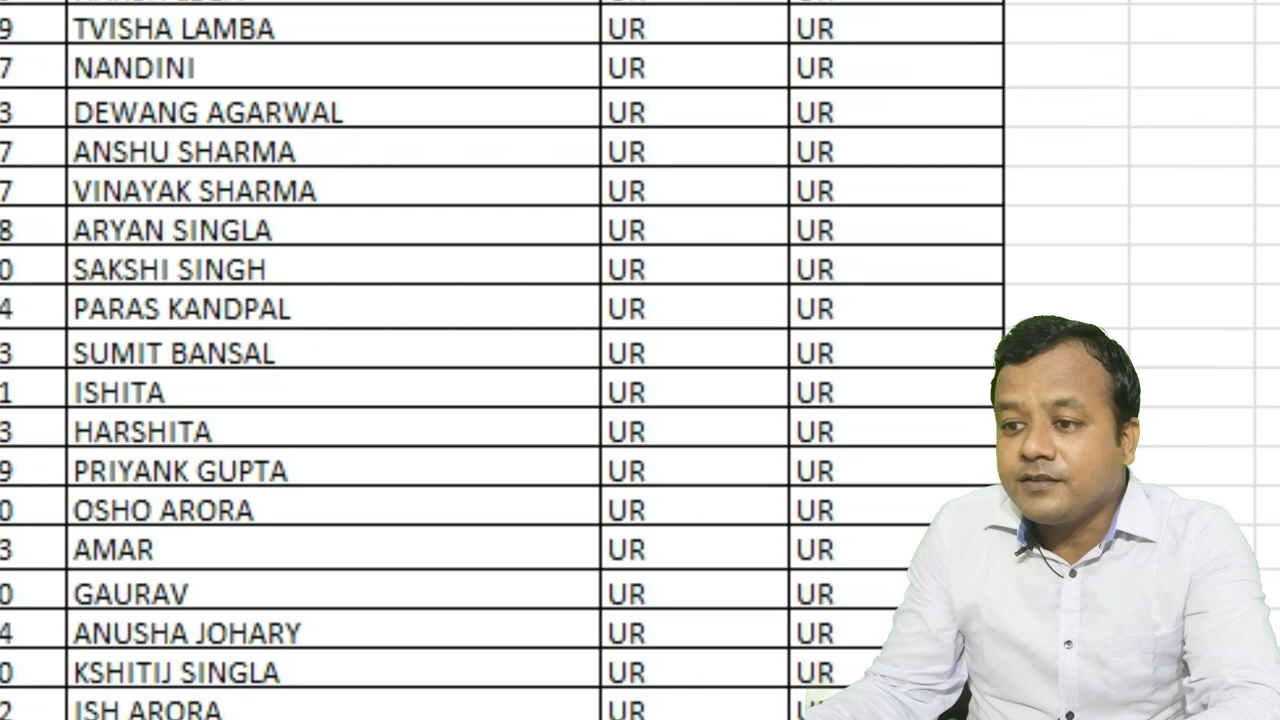 9 TVISHA LAMBA UR UR
7 NANDINI UR UR
3 DEWANG AGARWAL UR UR
7 ANSHU SHARMA UR UR
7 VINAYAK SHARMA UR UR
8 ARYAN SINGLA UR UR
0 SAKSHI SINGH UR UR
4 PARAS KANDPAL UR UR
3 SUMIT BANSAL UR UR
1 ISHITA UR UR
3 HARSHITA UR UR
9 PRIYANK GUPTA UR UR
0 OSHO ARORA UR UR
3 AMAR UR UR
0 GAURAV UR UR
4 ANUSHA JOHARY UR UR
0 KSHITIJ SINGLA UR UR
2 ISH ARORA UR